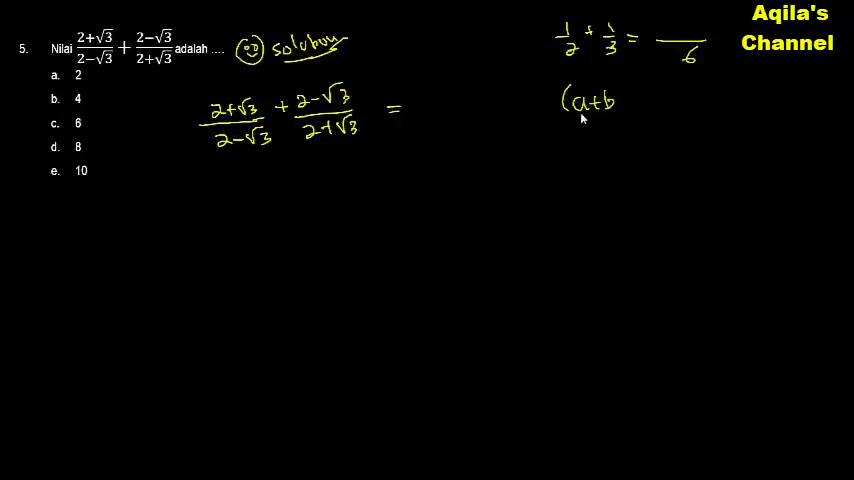 Aqila's
Channel
5. Nilai (2+√3)/(2−√3) + (2−√3)/(2+√3) adalah ....
a. 2
b. 4
c. 6
d. 8
e. 10
solution
(2+√3)/(2−√3) + (2−√3)/(2+√3) =
1/2 + 1/3 = /6
(a+b